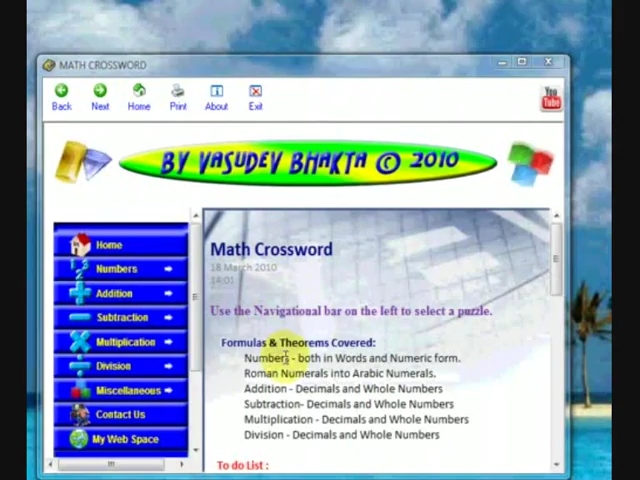 MATH CROSSWORD
Back Next Home Print About Exit
You Tube
BY VASUDEV BHAKTA © 2010
Home
Numbers
Addition
Subtraction
Multiplication
Division
Miscellaneous
Contact Us
My Web Space
Math Crossword
18 March 2010
14:01
Use the Navigational bar on the left to select a puzzle.
Formulas & Theorems Covered:
Numbers - both in Words and Numeric form.
Roman Numerals into Arabic Numerals.
Addition - Decimals and Whole Numbers
Subtraction- Decimals and Whole Numbers
Multiplication - Decimals and Whole Numbers
Division - Decimals and Whole Numbers
To do List :